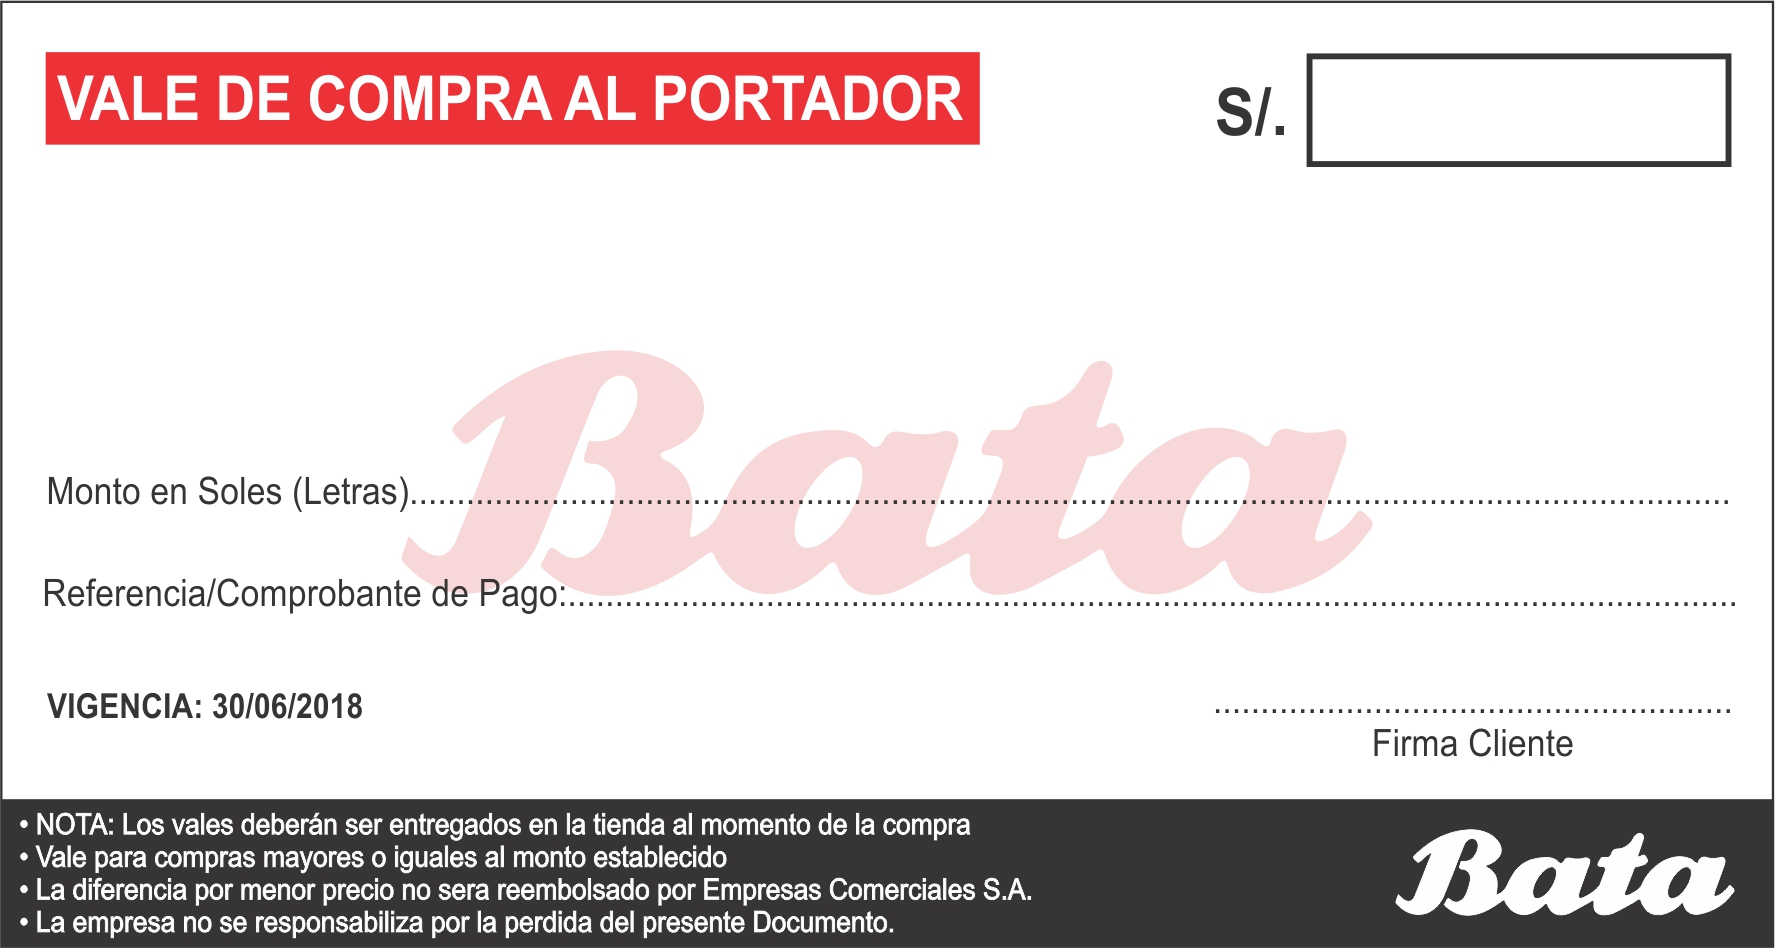 VALE DE COMPRA AL PORTADOR
S/.
Bata
Monto en Soles (Letras)..............................................................................................................................................
Referencia/Comprobante de Pago:..............................................................................................................................
VIGENCIA: 30/06/2018
.......................................................
Firma Cliente
• NOTA: Los vales deberán ser entregados en la tienda al momento de la compra
• Vale para compras mayores o iguales al monto establecido
• La diferencia por menor precio no sera reembolsado por Empresas Comerciales S.A.
• La empresa no se responsabiliza por la perdida del presente Documento.
Bata